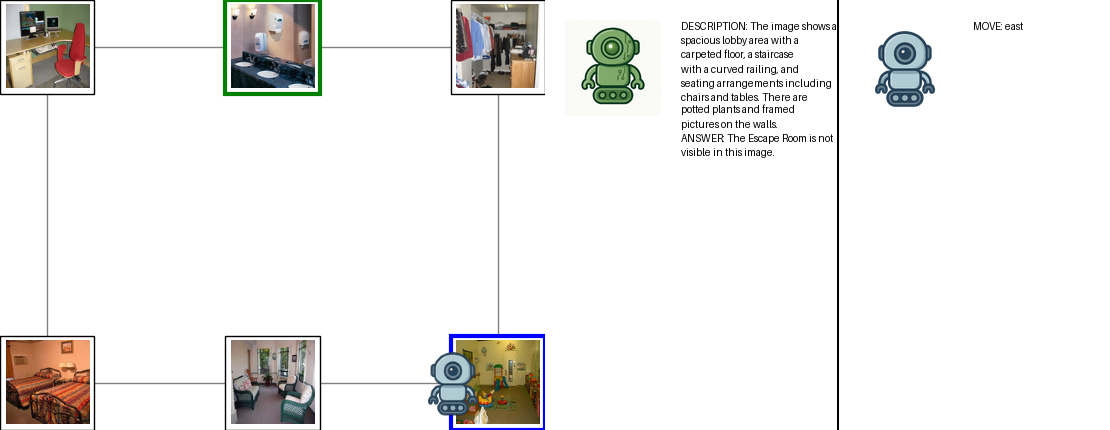 DESCRIPTION: The image shows a
spacious lobby area with a
carpeted floor, a staircase
with a curved railing, and
seating arrangements including
chairs and tables. There are
potted plants and framed
pictures on the walls.
ANSWER: The Escape Room is not
visible in this image.
MOVE: east